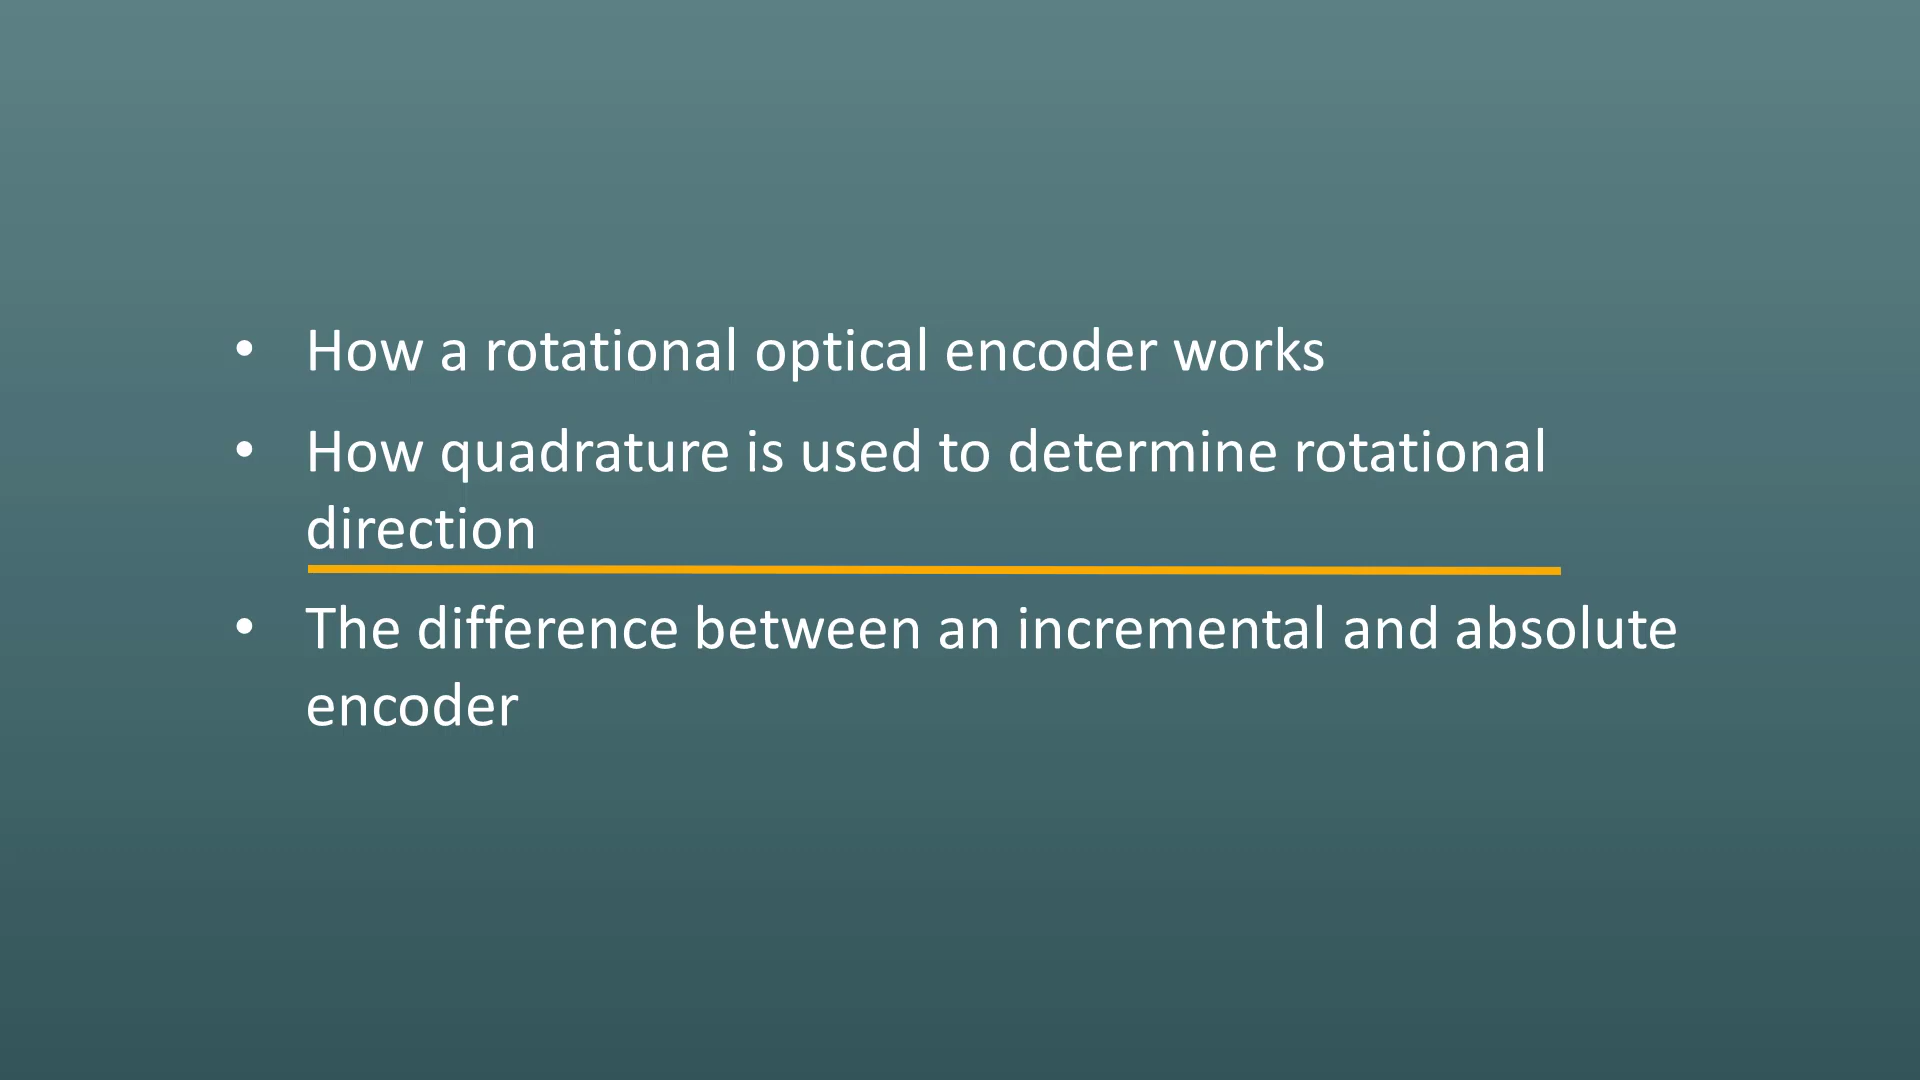 • How a rotational optical encoder works
• How quadrature is used to determine rotational
direction
• The difference between an incremental and absolute
encoder